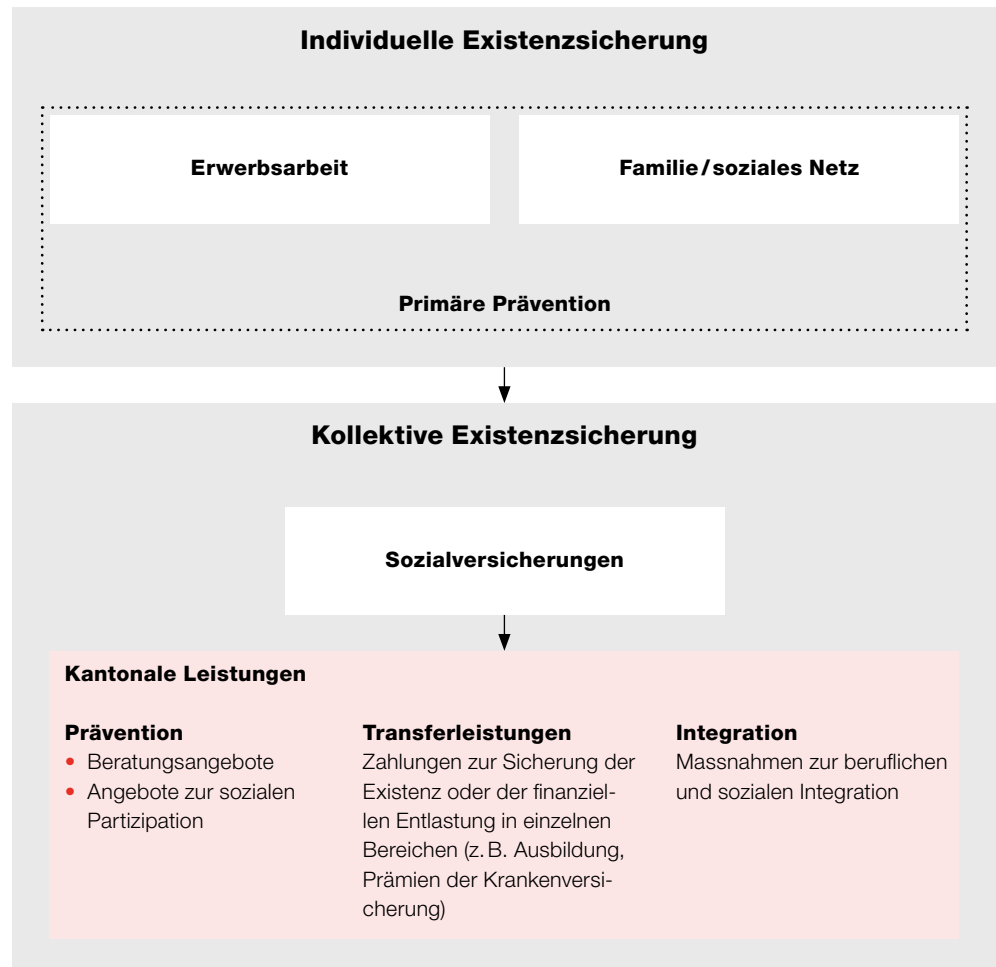 Individuelle Existenzsicherung
Erwerbsarbeit
Familie/soziales Netz
Primäre Prävention
Kollektive Existenzsicherung
Sozialversicherungen
Kantonale Leistungen
Prävention
• Beratungsangebote
• Angebote zur sozialen
Partizipation
Transferleistungen
Zahlungen zur Sicherung der
Existenz oder der finanziel-
len Entlastung in einzelnen
Bereichen (z. B. Ausbildung,
Prämien der Krankenversi-
cherung)
Integration
Massnahmen zur beruflichen
und sozialen Integration